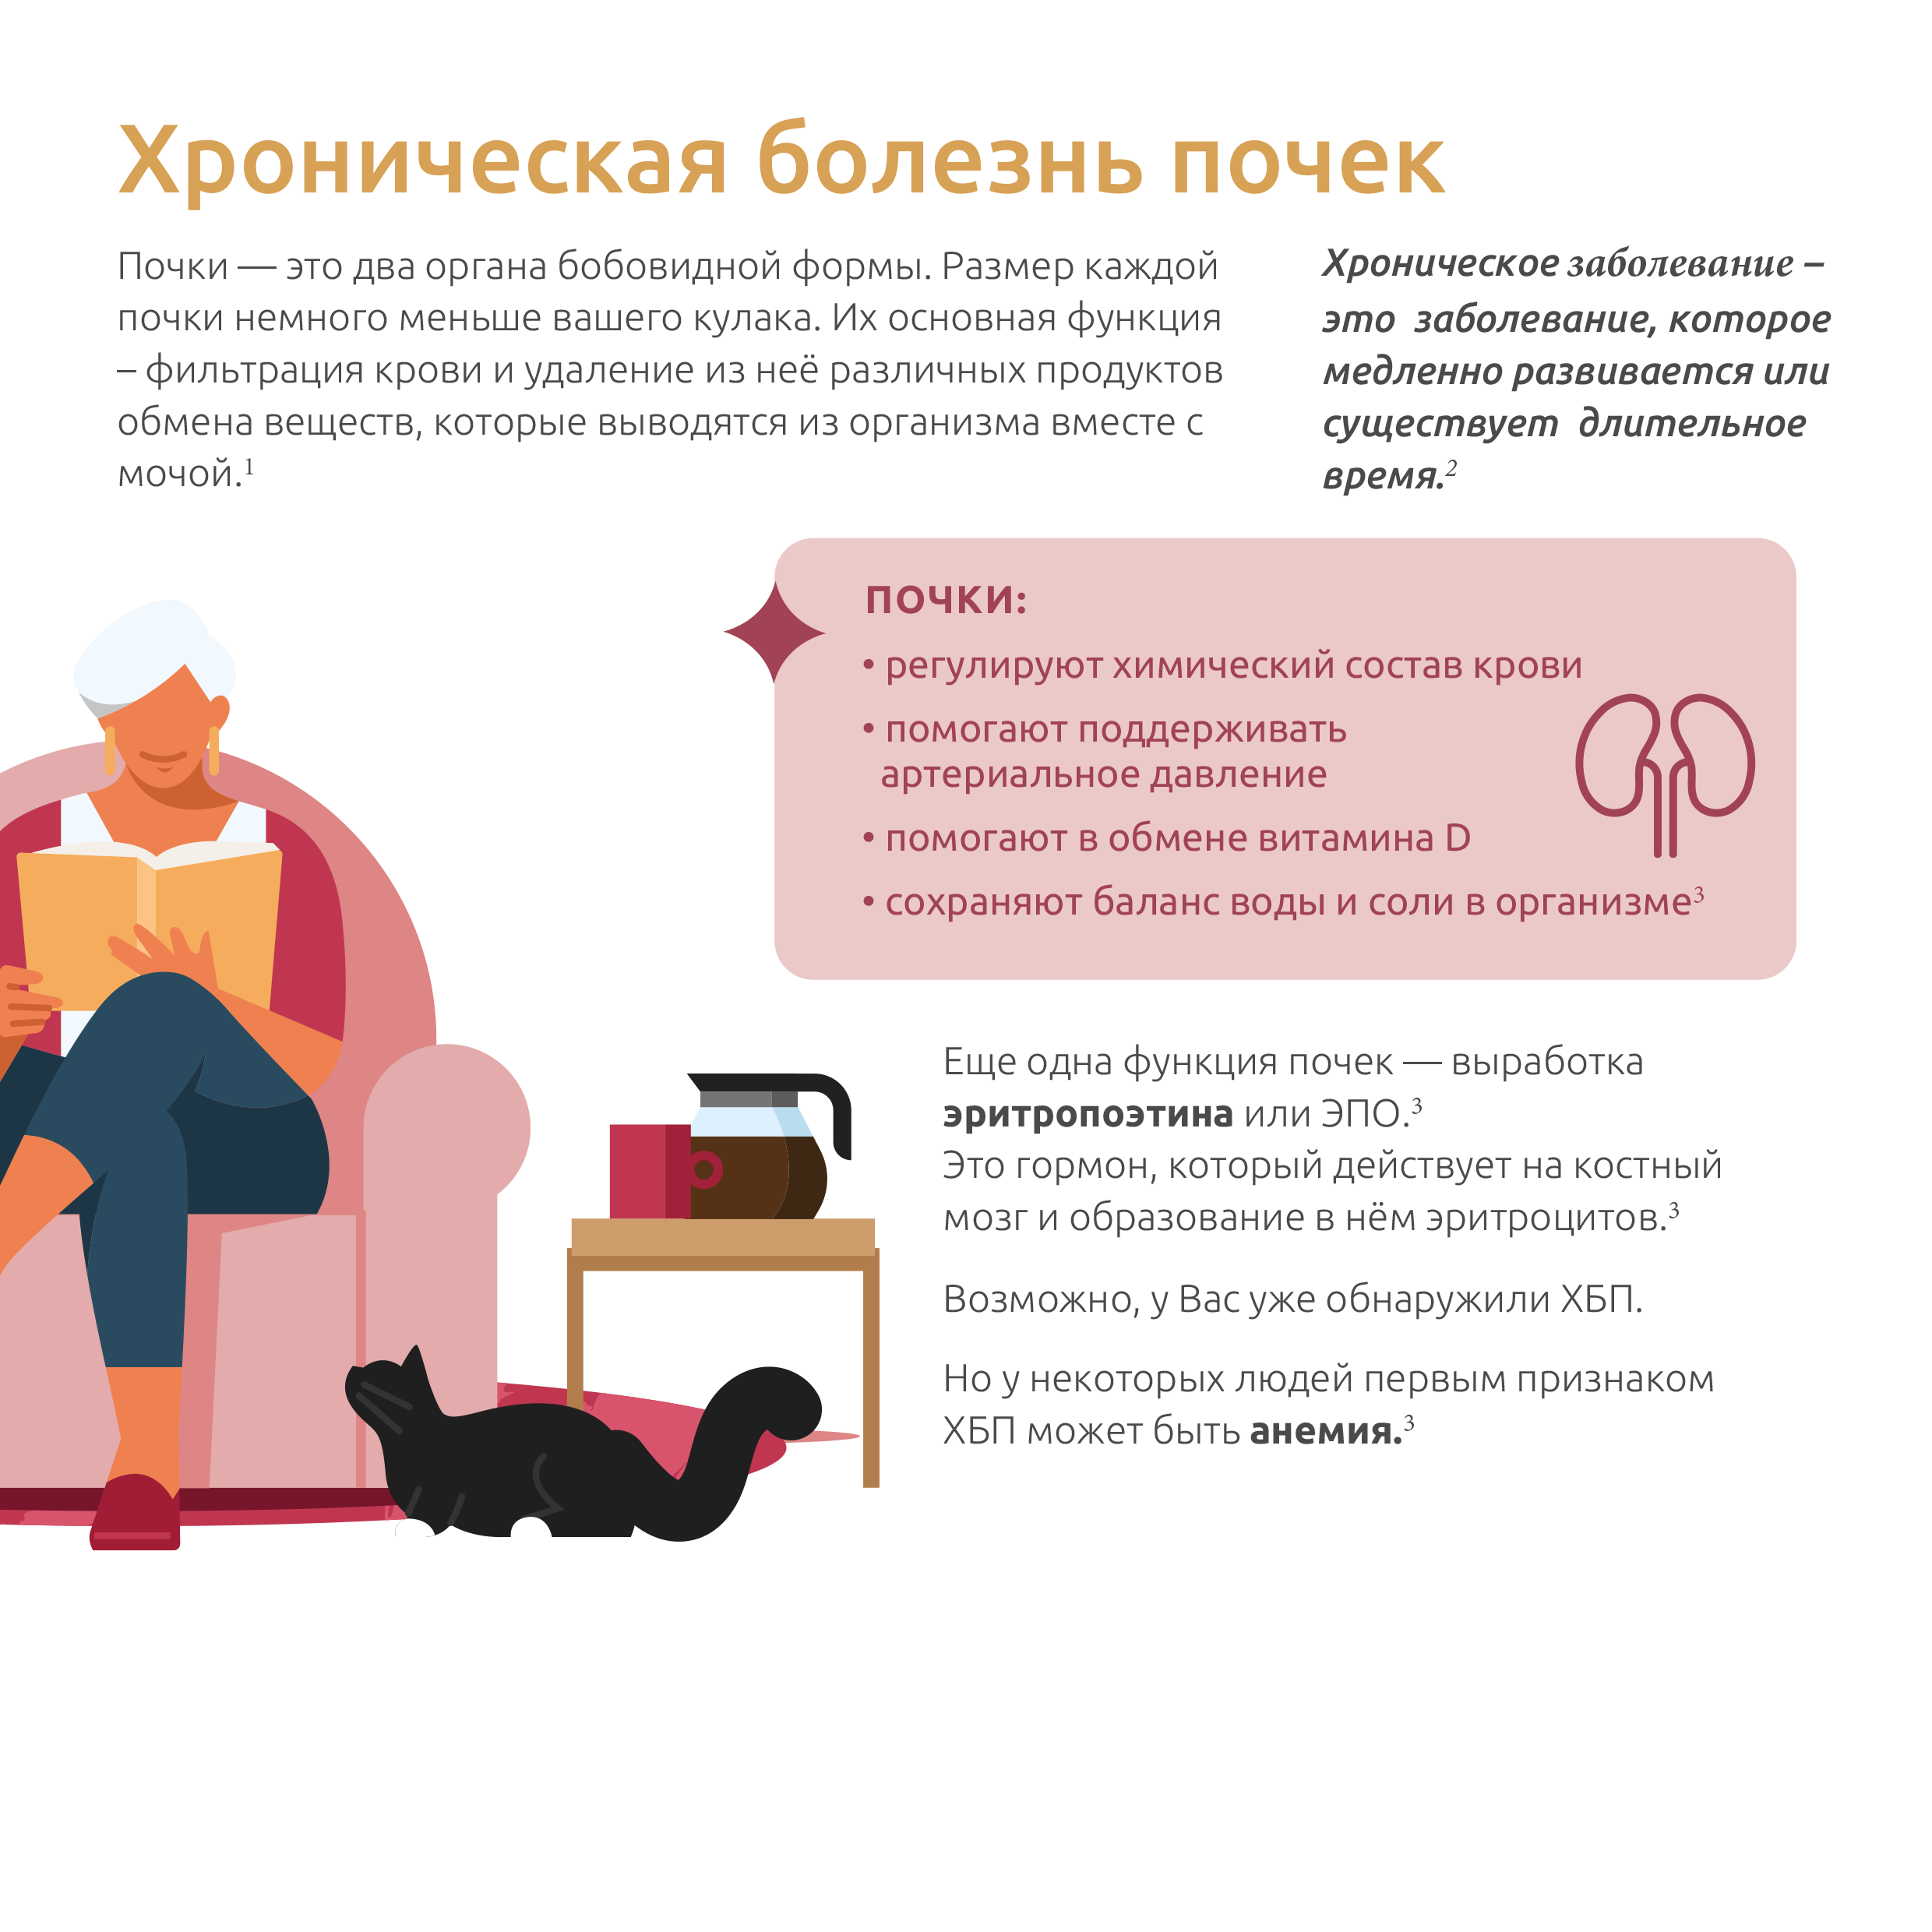 Хроническая болезнь почек
Почки — это два органа бобовидной формы. Размер каждой
почки немного меньше вашего кулака. Их основная функция
– фильтрация крови и удаление из неё различных продуктов
обмена веществ, которые выводятся из организма вместе с
мочой.¹
Хроническое заболевание –
это заболевание, которое
медленно развивается или
существует длительное
время.²
ПОЧКИ:
• регулируют химический состав крови
• помогают поддерживать
артериальное давление
• помогают в обмене витамина D
• сохраняют баланс воды и соли в организме³
Еще одна функция почек — выработка
эритропоэтина или ЭПО.³
Это гормон, который действует на костный
мозг и образование в нём эритроцитов.³
Возможно, у Вас уже обнаружили ХБП.
Но у некоторых людей первым признаком
ХБП может быть анемия.³